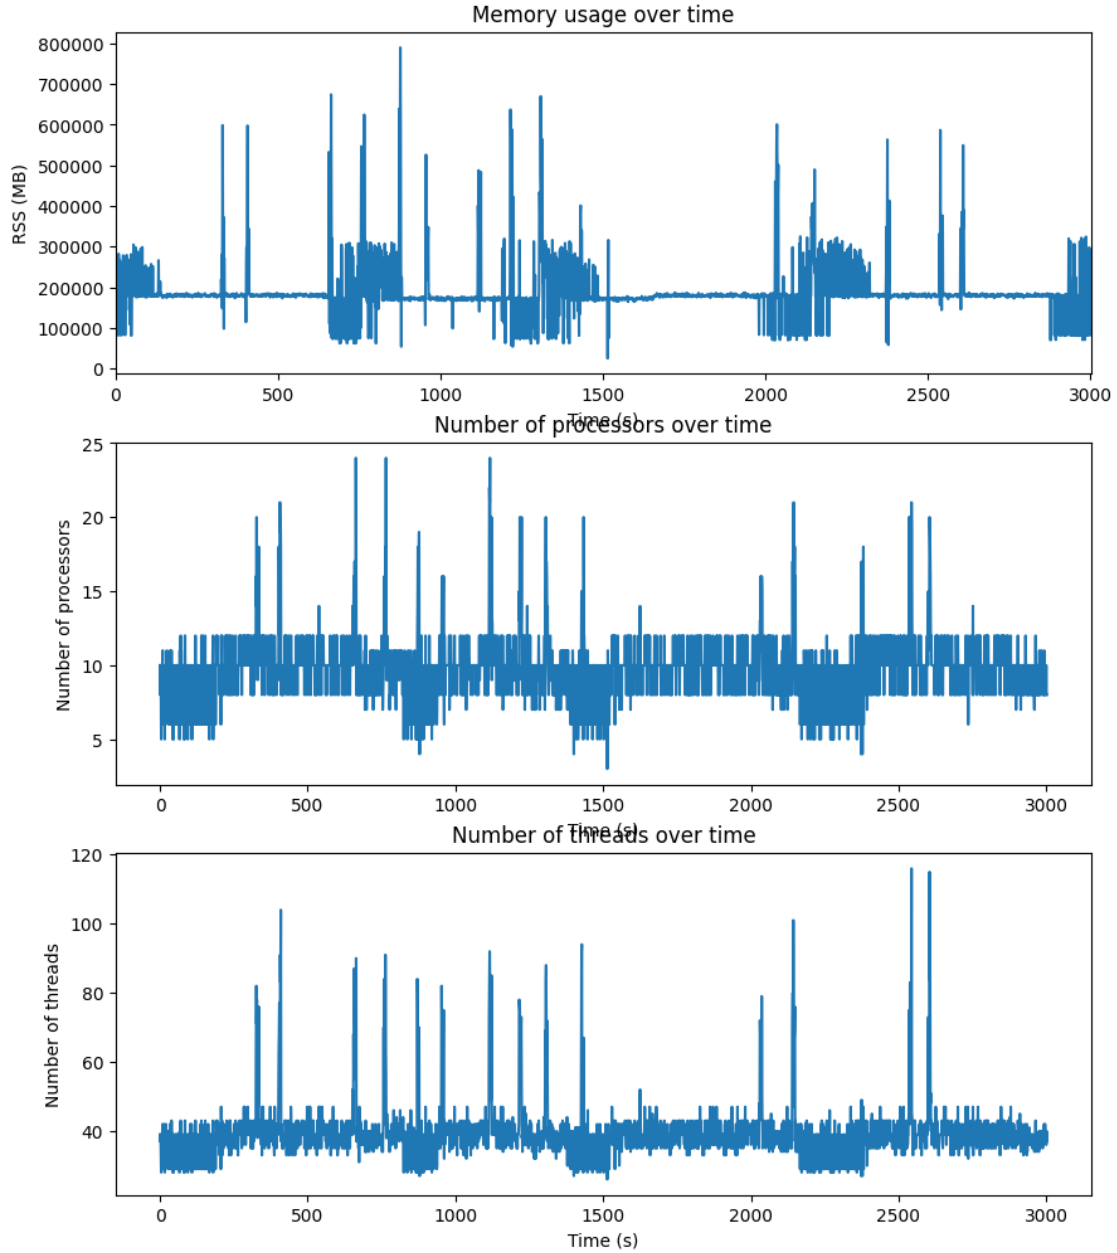 Memory usage over time
800000
700000
600000
500000
400000
300000
200000
100000
0
RSS (MB)
0 500 1000 1500 2000 2500 3000
Time (s)
Number of processors over time
25
20
15
10
5
Number of processors
0 500 1000 1500 2000 2500 3000
Time (s)
Number of threads over time
120
100
80
60
40
Number of threads
0 500 1000 1500 2000 2500 3000
Time (s)